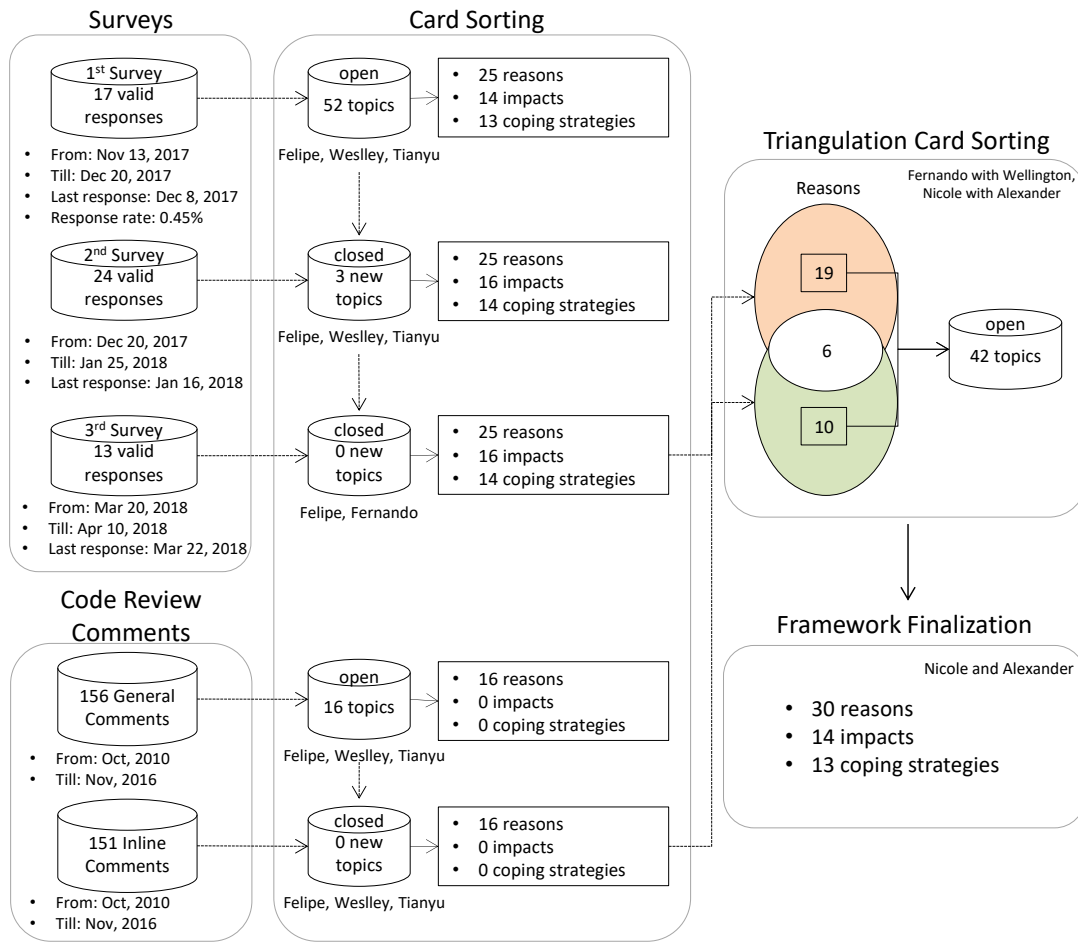 Surveys
1st Survey
17 valid
responses
• From: Nov 13, 2017
• Till: Dec 20, 2017
• Last response: Dec 8, 2017
• Response rate: 0.45%
2nd Survey
24 valid
responses
• From: Dec 20, 2017
• Till: Jan 25, 2018
• Last response: Jan 16, 2018
3rd Survey
13 valid
responses
• From: Mar 20, 2018
• Till: Apr 10, 2018
• Last response: Mar 22, 2018
Code Review
Comments
156 General
Comments
• From: Oct, 2010
• Till: Nov, 2016
151 Inline
Comments
• From: Oct, 2010
• Till: Nov, 2016
Card Sorting
open
52 topics
Felipe, Weslley, Tianyu
• 25 reasons
• 14 impacts
• 13 coping strategies
closed
3 new
topics
Felipe, Weslley, Tianyu
• 25 reasons
• 16 impacts
• 14 coping strategies
closed
0 new
topics
Felipe, Fernando
• 25 reasons
• 16 impacts
• 14 coping strategies
open
16 topics
Felipe, Weslley, Tianyu
• 16 reasons
• 0 impacts
• 0 coping strategies
closed
0 new
topics
Felipe, Weslley, Tianyu
• 16 reasons
• 0 impacts
• 0 coping strategies
Triangulation Card Sorting
Fernando with Wellington,
Nicole with Alexander
Reasons
19
6
10
open
42 topics
Framework Finalization
Nicole and Alexander
• 30 reasons
• 14 impacts
• 13 coping strategies